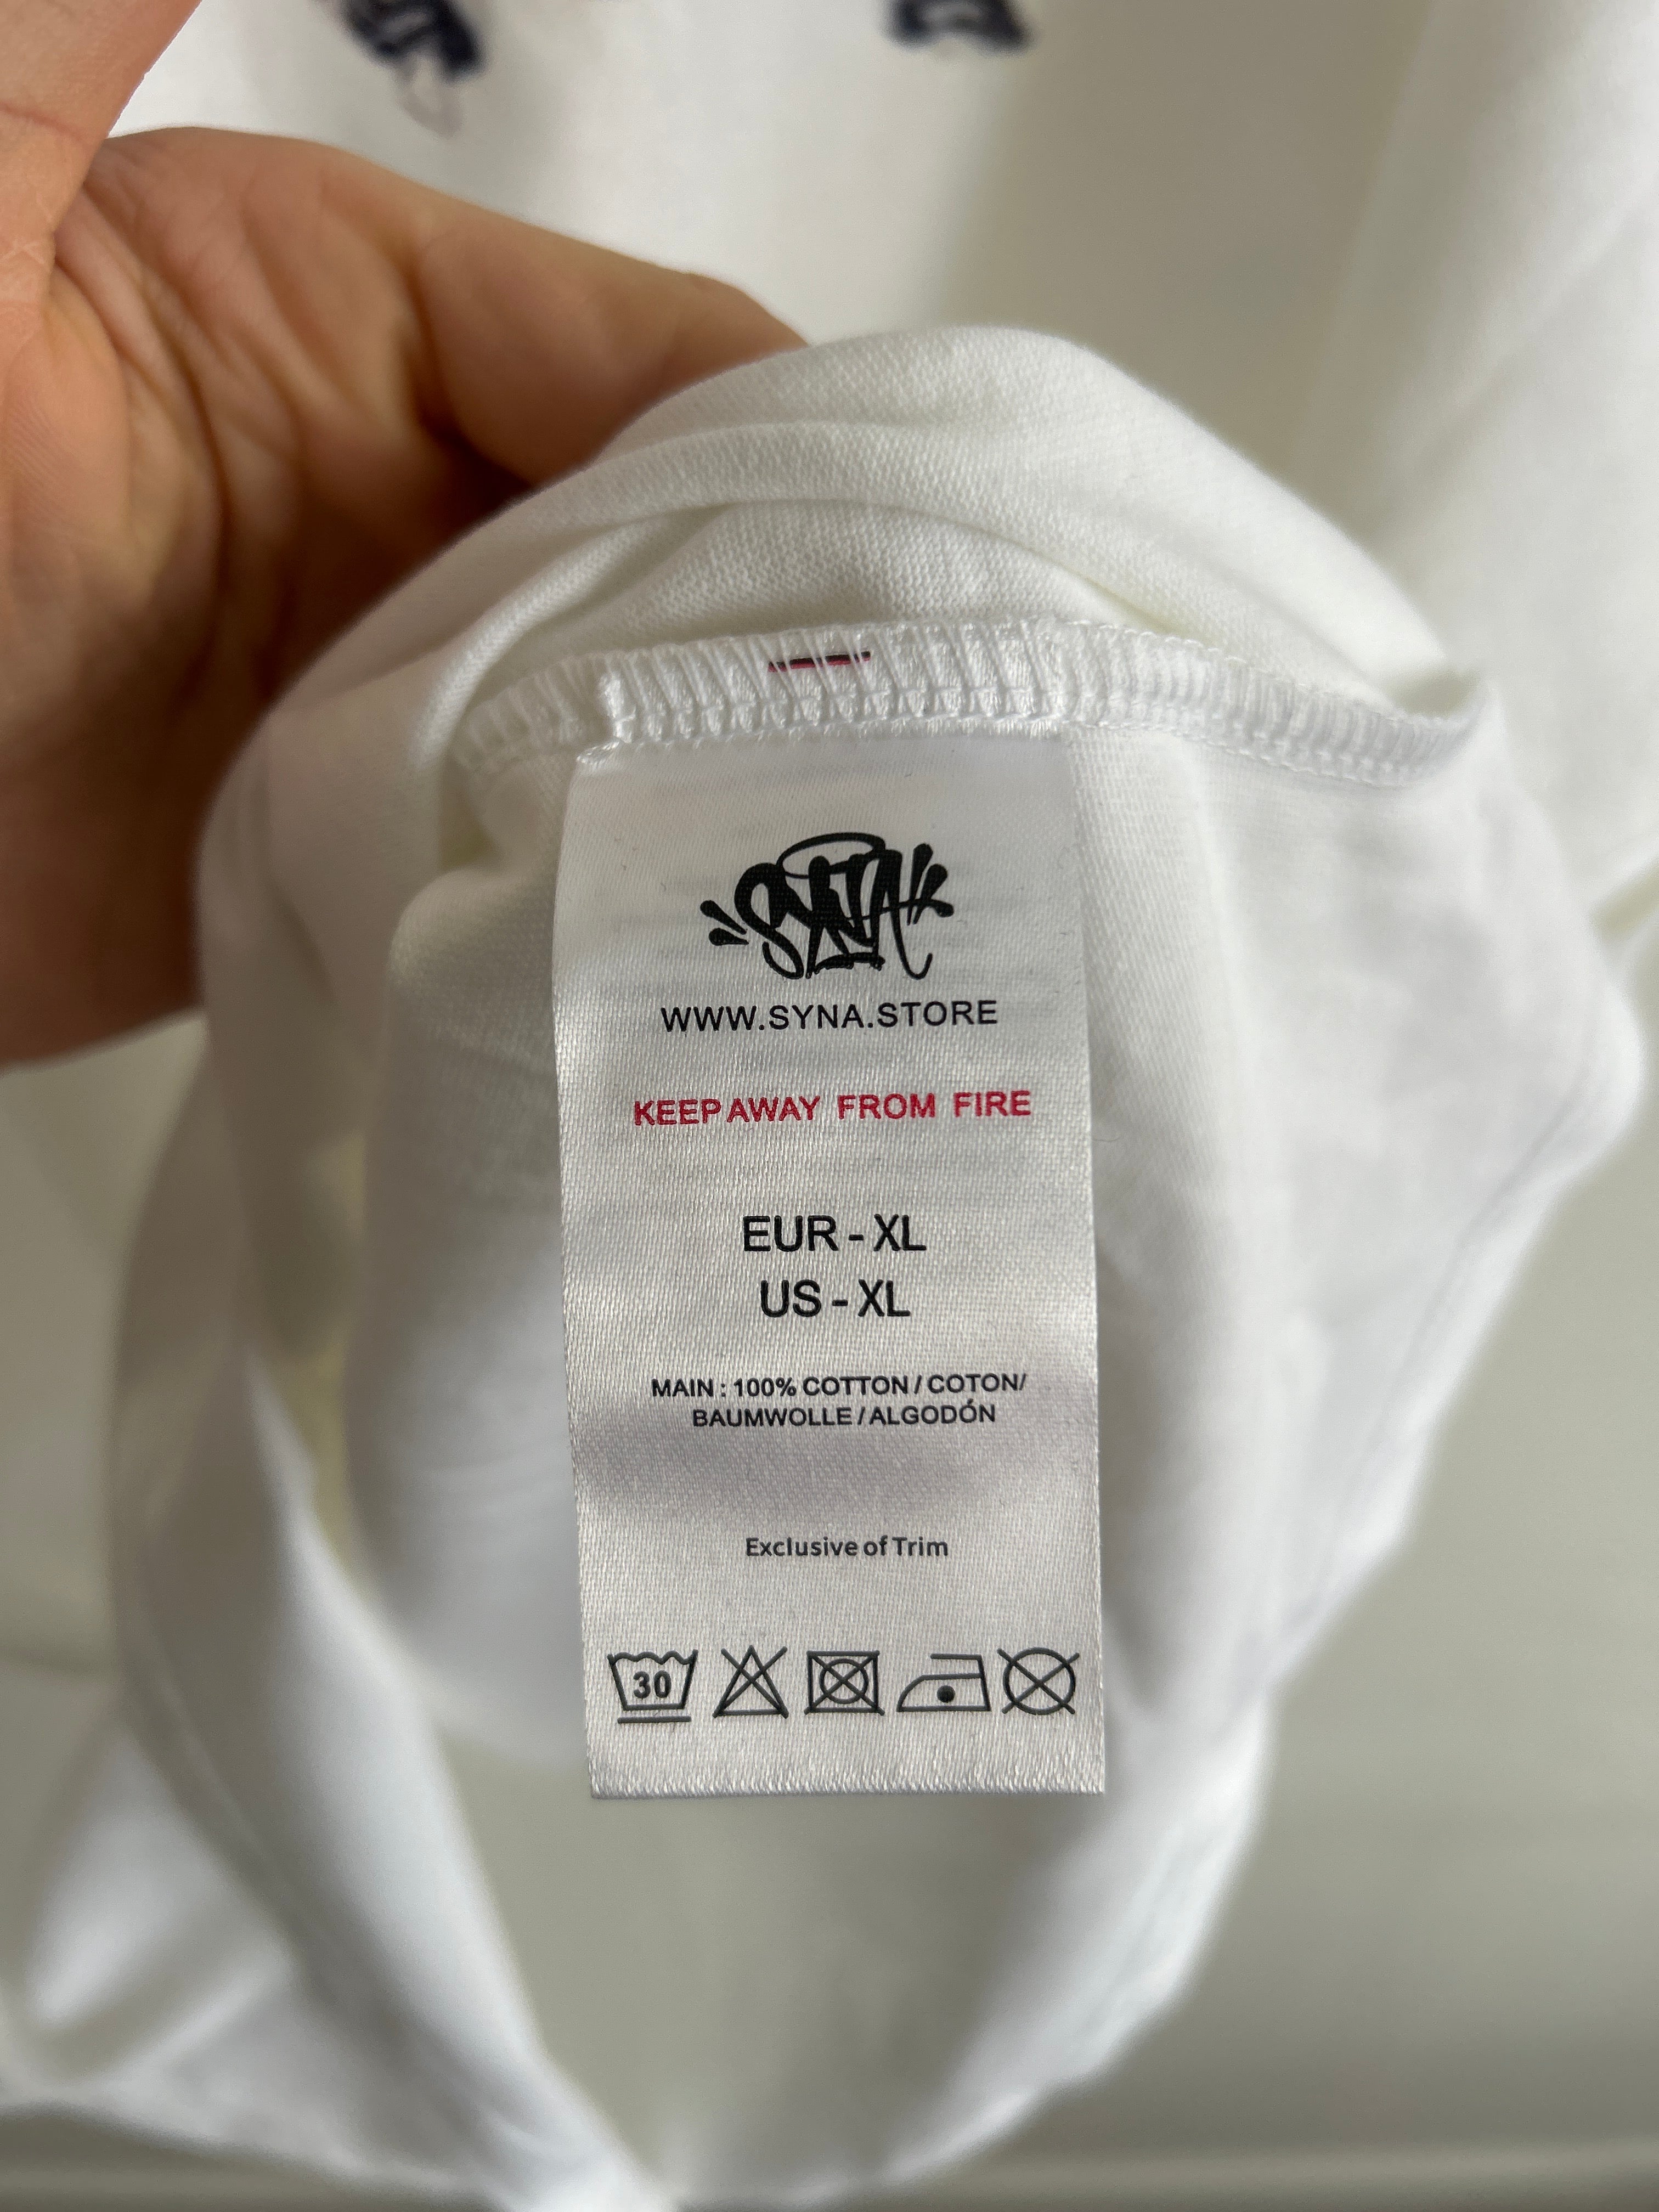 SYNA
WWW.SYNA.STORE
KEEP AWAY FROM FIRE
EUR - XL
US - XL
MAIN : 100% COTTON / COTON/
BAUMWOLLE / ALGODÓN
Exclusive of Trim
30